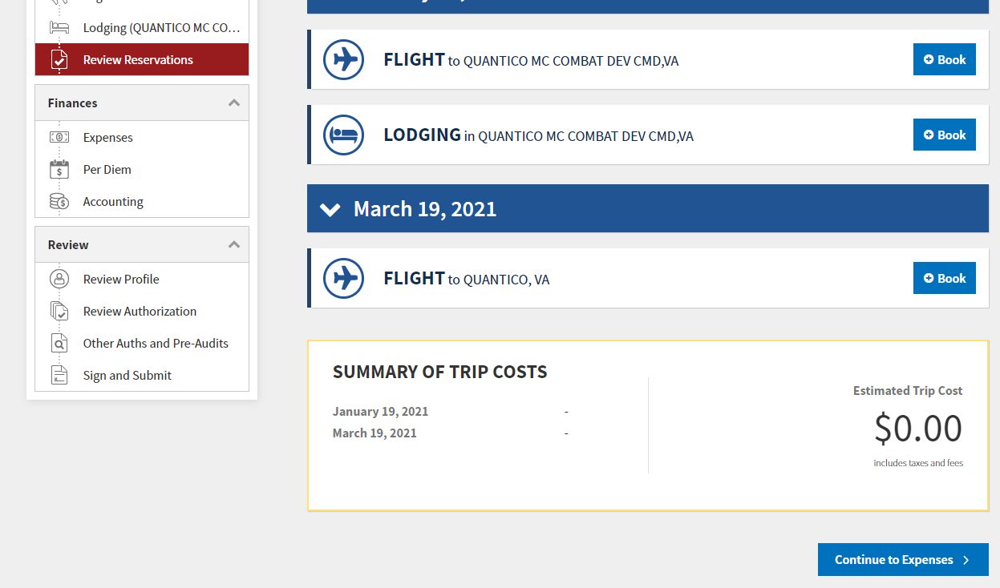 Lodging (QUANTICO MC CO...
Review Reservations
Finances
Expenses
Per Diem
Accounting
Review
Review Profile
Review Authorization
Other Auths and Pre-Audits
Sign and Submit
FLIGHT to QUANTICO MC COMBAT DEV CMD,VA
Book
LODGING in QUANTICO MC COMBAT DEV CMD,VA
Book
March 19, 2021
FLIGHT to QUANTICO, VA
Book
SUMMARY OF TRIP COSTS
January 19, 2021 -
March 19, 2021 -
Estimated Trip Cost
$0.00
includes taxes and fees
Continue to Expenses